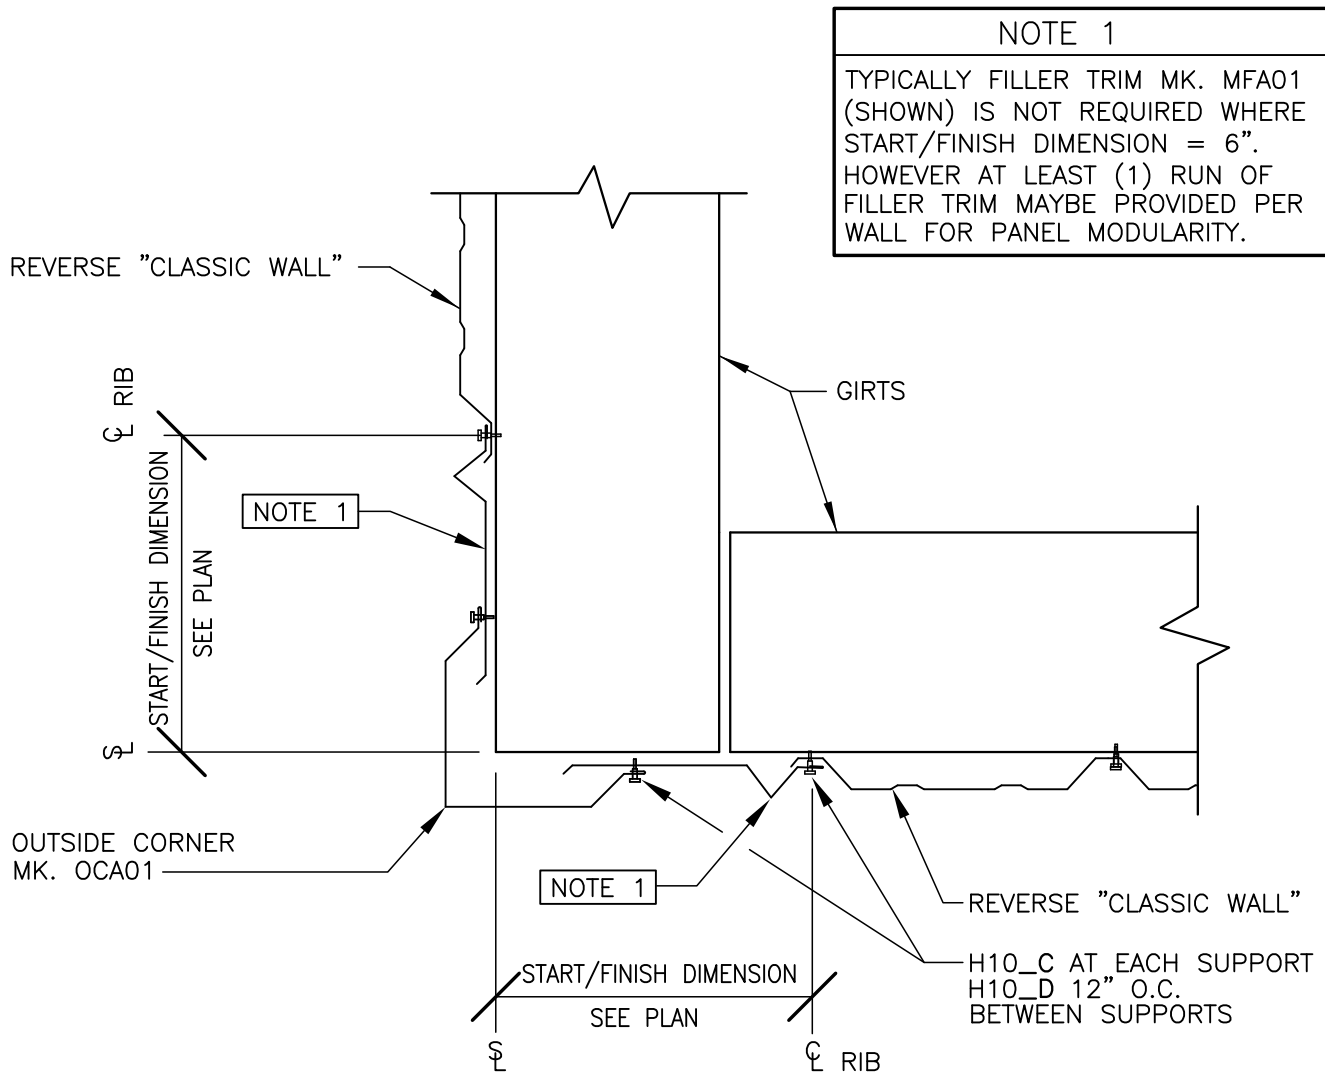 NOTE 1
TYPICALLY FILLER TRIM MK. MFA01
(SHOWN) IS NOT REQUIRED WHERE
START/FINISH DIMENSION = 6".
HOWEVER AT LEAST (1) RUN OF
FILLER TRIM MAYBE PROVIDED PER
WALL FOR PANEL MODULARITY.
REVERSE "CLASSIC WALL"
GIRTS
℄ RIB
START/FINISH DIMENSION
SEE PLAN
NOTE 1
SL
OUTSIDE CORNER
MK. OCA01
NOTE 1
REVERSE "CLASSIC WALL"
H10_C AT EACH SUPPORT
H10_D 12" O.C.
BETWEEN SUPPORTS
START/FINISH DIMENSION
SEE PLAN
SL
℄ RIB